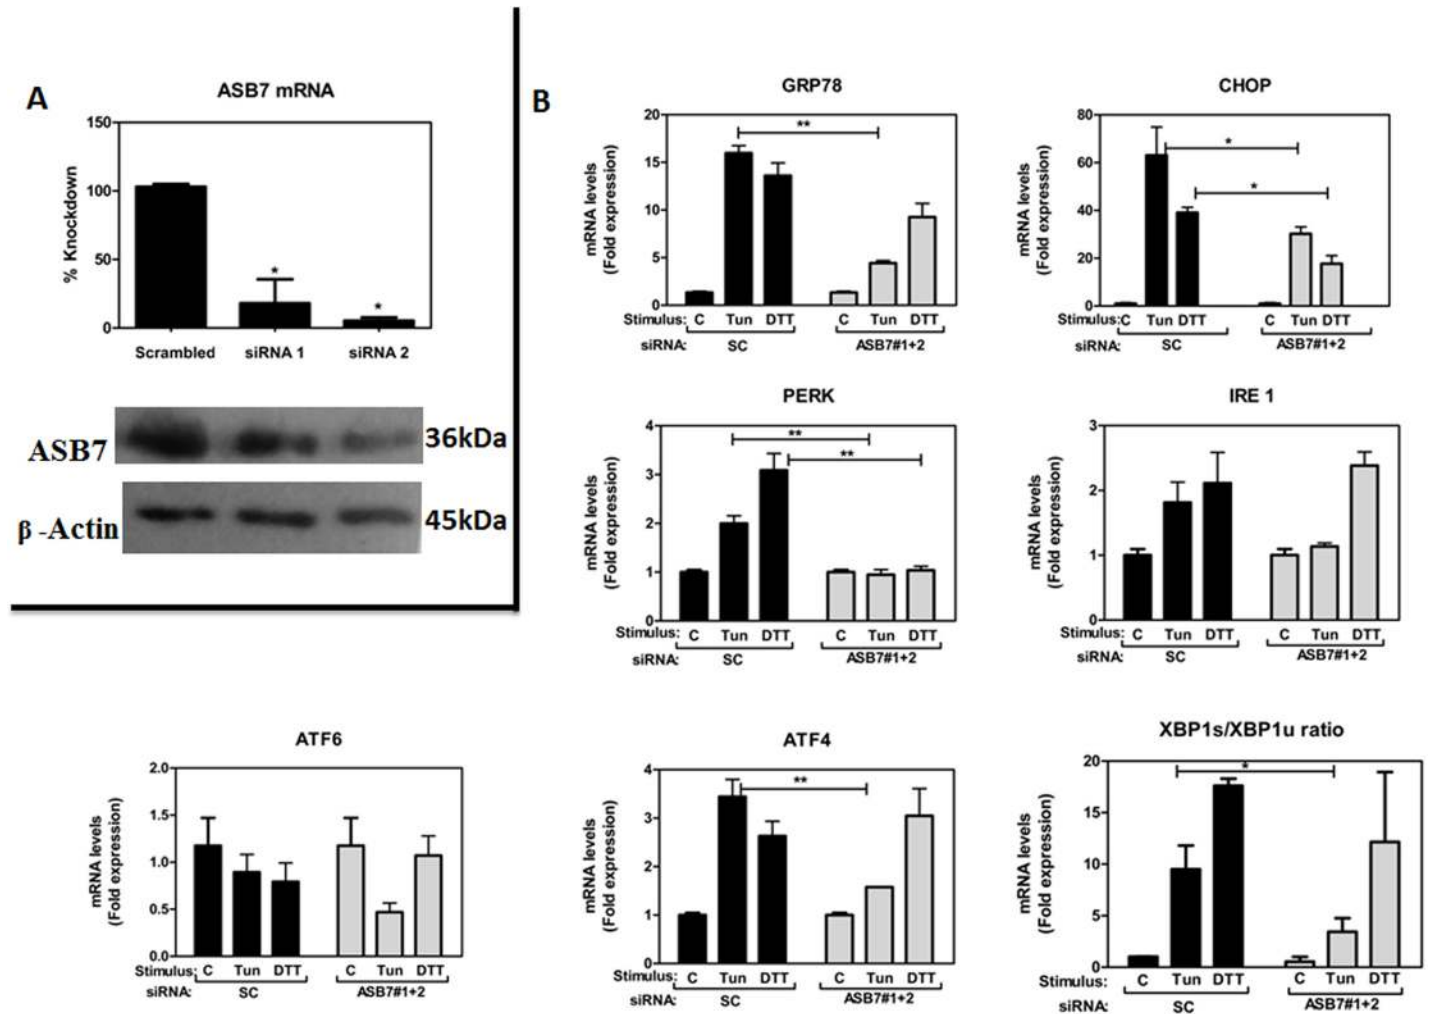 A
ASB7 mRNA
% Knockdown
150
100
50
0
*
*
Scrambled siRNA 1 siRNA 2
ASB7 36kDa
β -Actin 45kDa
B
GRP78
mRNA levels
(Fold expression)
20
15
10
5
0
**
Stimulus: C Tun DTT C Tun DTT
siRNA: SC ASB7#1+2
CHOP
mRNA levels
(Fold expression)
80
60
40
20
0
*
*
Stimulus: C Tun DTT C Tun DTT
siRNA: SC ASB7#1+2
PERK
mRNA levels
(Fold expression)
4
3
2
1
0
**
**
Stimulus: C Tun DTT C Tun DTT
siRNA: SC ASB7#1+2
IRE 1
mRNA levels
(Fold expression)
3
2
1
0
Stimulus: C Tun DTT C Tun DTT
siRNA: SC ASB7#1+2
ATF6
mRNA levels
(Fold expression)
2.0
1.5
1.0
0.5
0.0
Stimulus: C Tun DTT C Tun DTT
siRNA: SC ASB7#1+2
ATF4
mRNA levels
(Fold expression)
4
3
2
1
0
**
Stimulus: C Tun DTT C Tun DTT
siRNA: SC ASB7#1+2
XBP1s/XBP1u ratio
mRNA levels
(Fold expression)
20
15
10
5
0
*
Stimulus: C Tun DTT C Tun DTT
siRNA: SC ASB7#1+2